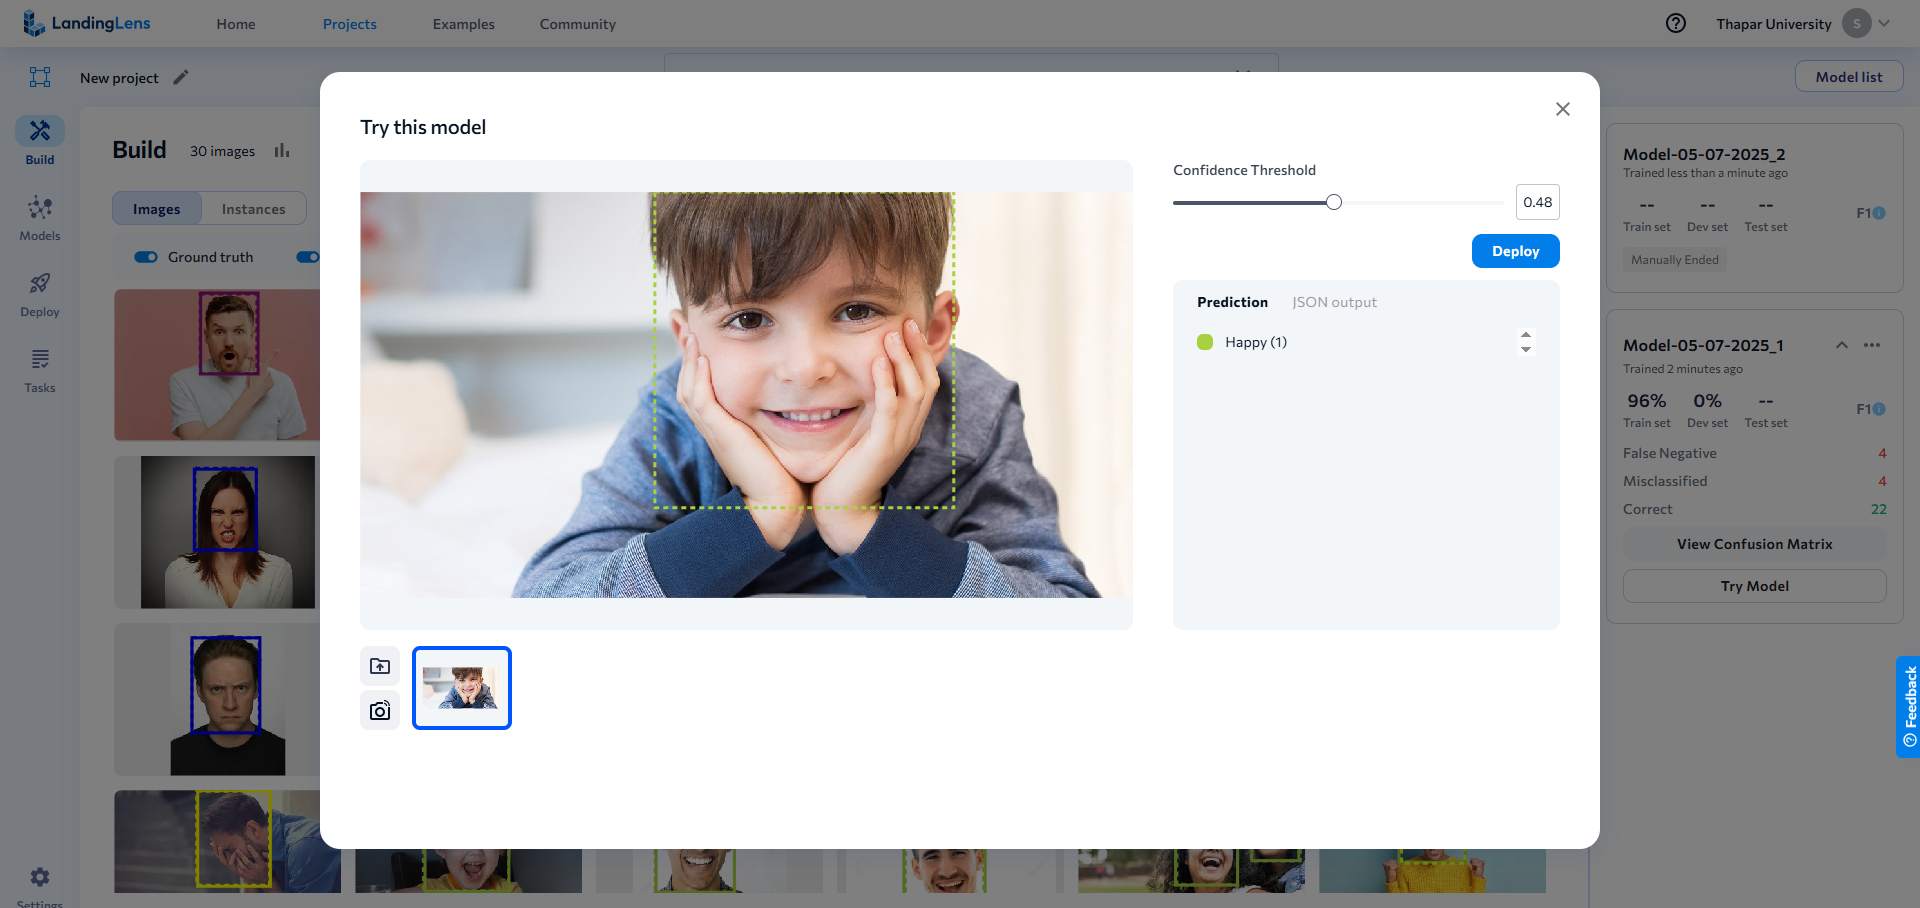 LandingLens
Home
Projects
Examples
Community
Thapar University
S
New project
Model list
Build
Models
Deploy
Tasks
Settings
Build
30 images
Images
Instances
Ground truth
Try this model
Confidence Threshold
0.48
Deploy
Prediction
JSON output
Happy (1)
Model-05-07-2025_2
Trained less than a minute ago
-- -- --
Train set Dev set Test set
F1
Manually Ended
Model-05-07-2025_1
Trained 2 minutes ago
96% 0% --
Train set Dev set Test set
F1
False Negative 4
Misclassified 4
Correct 22
View Confusion Matrix
Try Model
Feedback